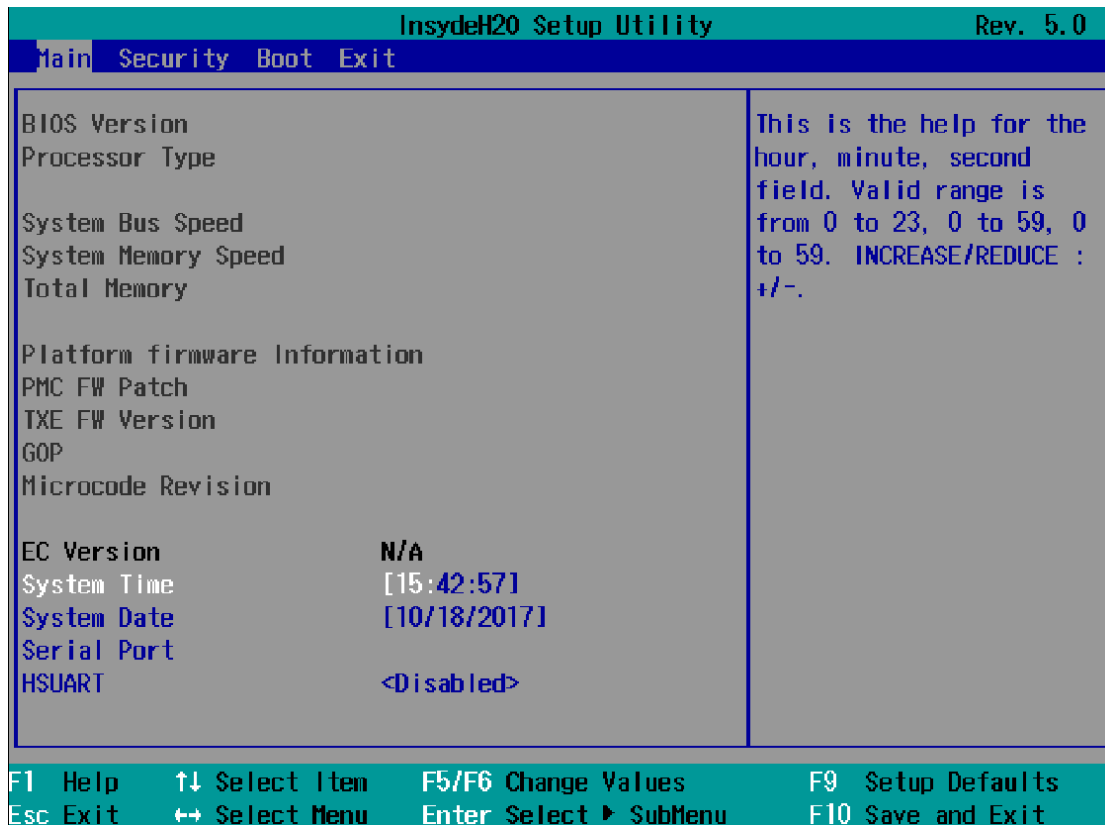 InsydeH20 Setup Utility Rev. 5.0
Main Security Boot Exit
BIOS Version
Processor Type
System Bus Speed
System Memory Speed
Total Memory
Platform firmware Information
PMC FW Patch
TXE FW Version
GOP
Microcode Revision
EC Version N/A
System Time [15:42:57]
System Date [10/18/2017]
Serial Port
HSUART <Disabled>
This is the help for the
hour, minute, second
field. Valid range is
from 0 to 23, 0 to 59, 0
to 59. INCREASE/REDUCE :
+/-.
F1 Help ↑↓ Select Item F5/F6 Change Values F9 Setup Defaults
Esc Exit ↔ Select Menu Enter Select ▶ SubMenu F10 Save and Exit